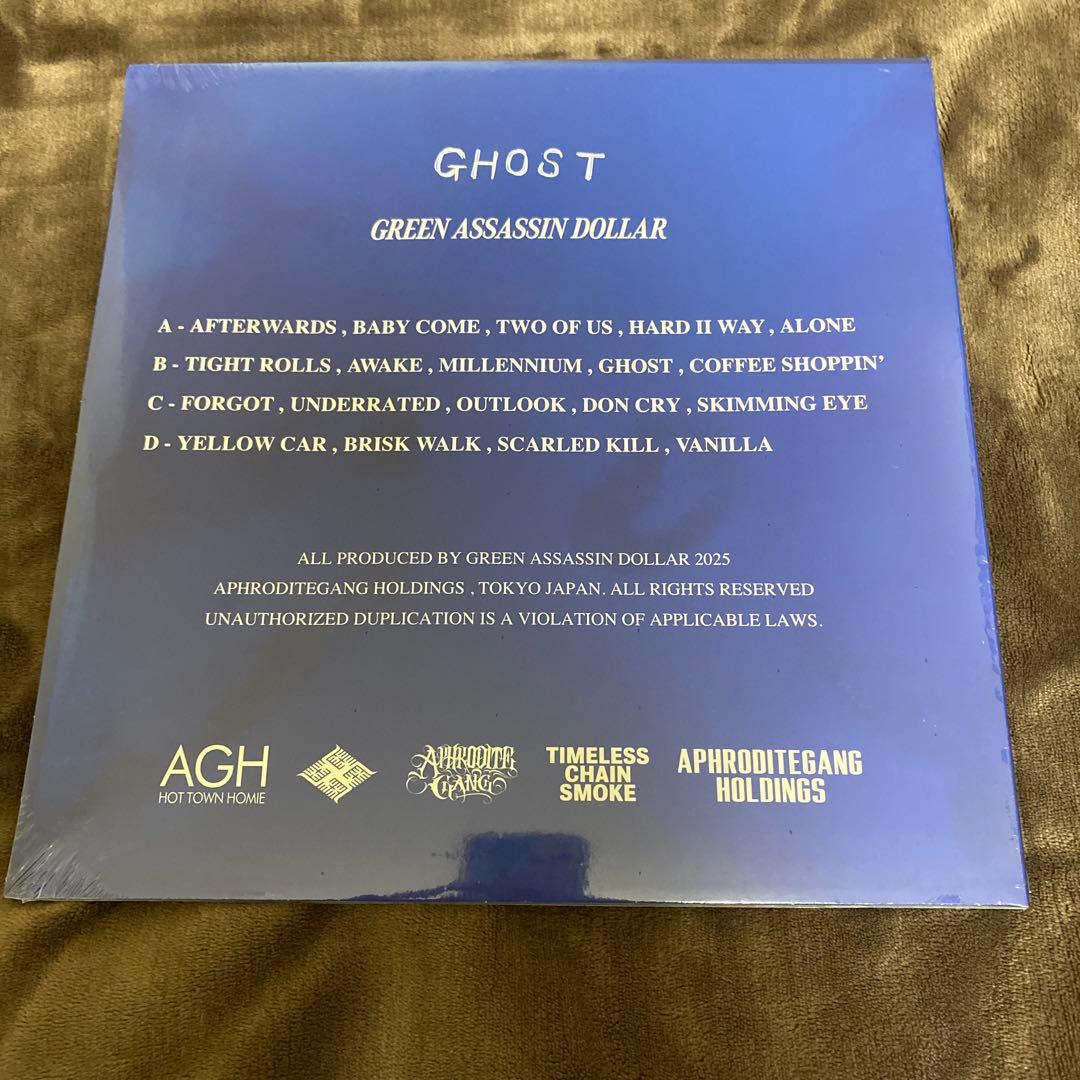 GHOST
GREEN ASSASSIN DOLLAR
A - AFTERWARDS , BABY COME , TWO OF US , HARD II WAY , ALONE
B - TIGHT ROLLS , AWAKE , MILLENNIUM , GHOST , COFFEE SHOPPIN'
C - FORGOT , UNDERRATED , OUTLOOK , DON CRY , SKIMMING EYE
D - YELLOW CAR , BRISK WALK , SCARLED KILL , VANILLA
ALL PRODUCED BY GREEN ASSASSIN DOLLAR 2025
APHRODITEGANG HOLDINGS , TOKYO JAPAN. ALL RIGHTS RESERVED
UNAUTHORIZED DUPLICATION IS A VIOLATION OF APPLICABLE LAWS.
AGH
HOT TOWN HOMIE
APHRODITE
GANG
TIMELESS
CHAIN
SMOKE
APHRODITEGANG
HOLDINGS